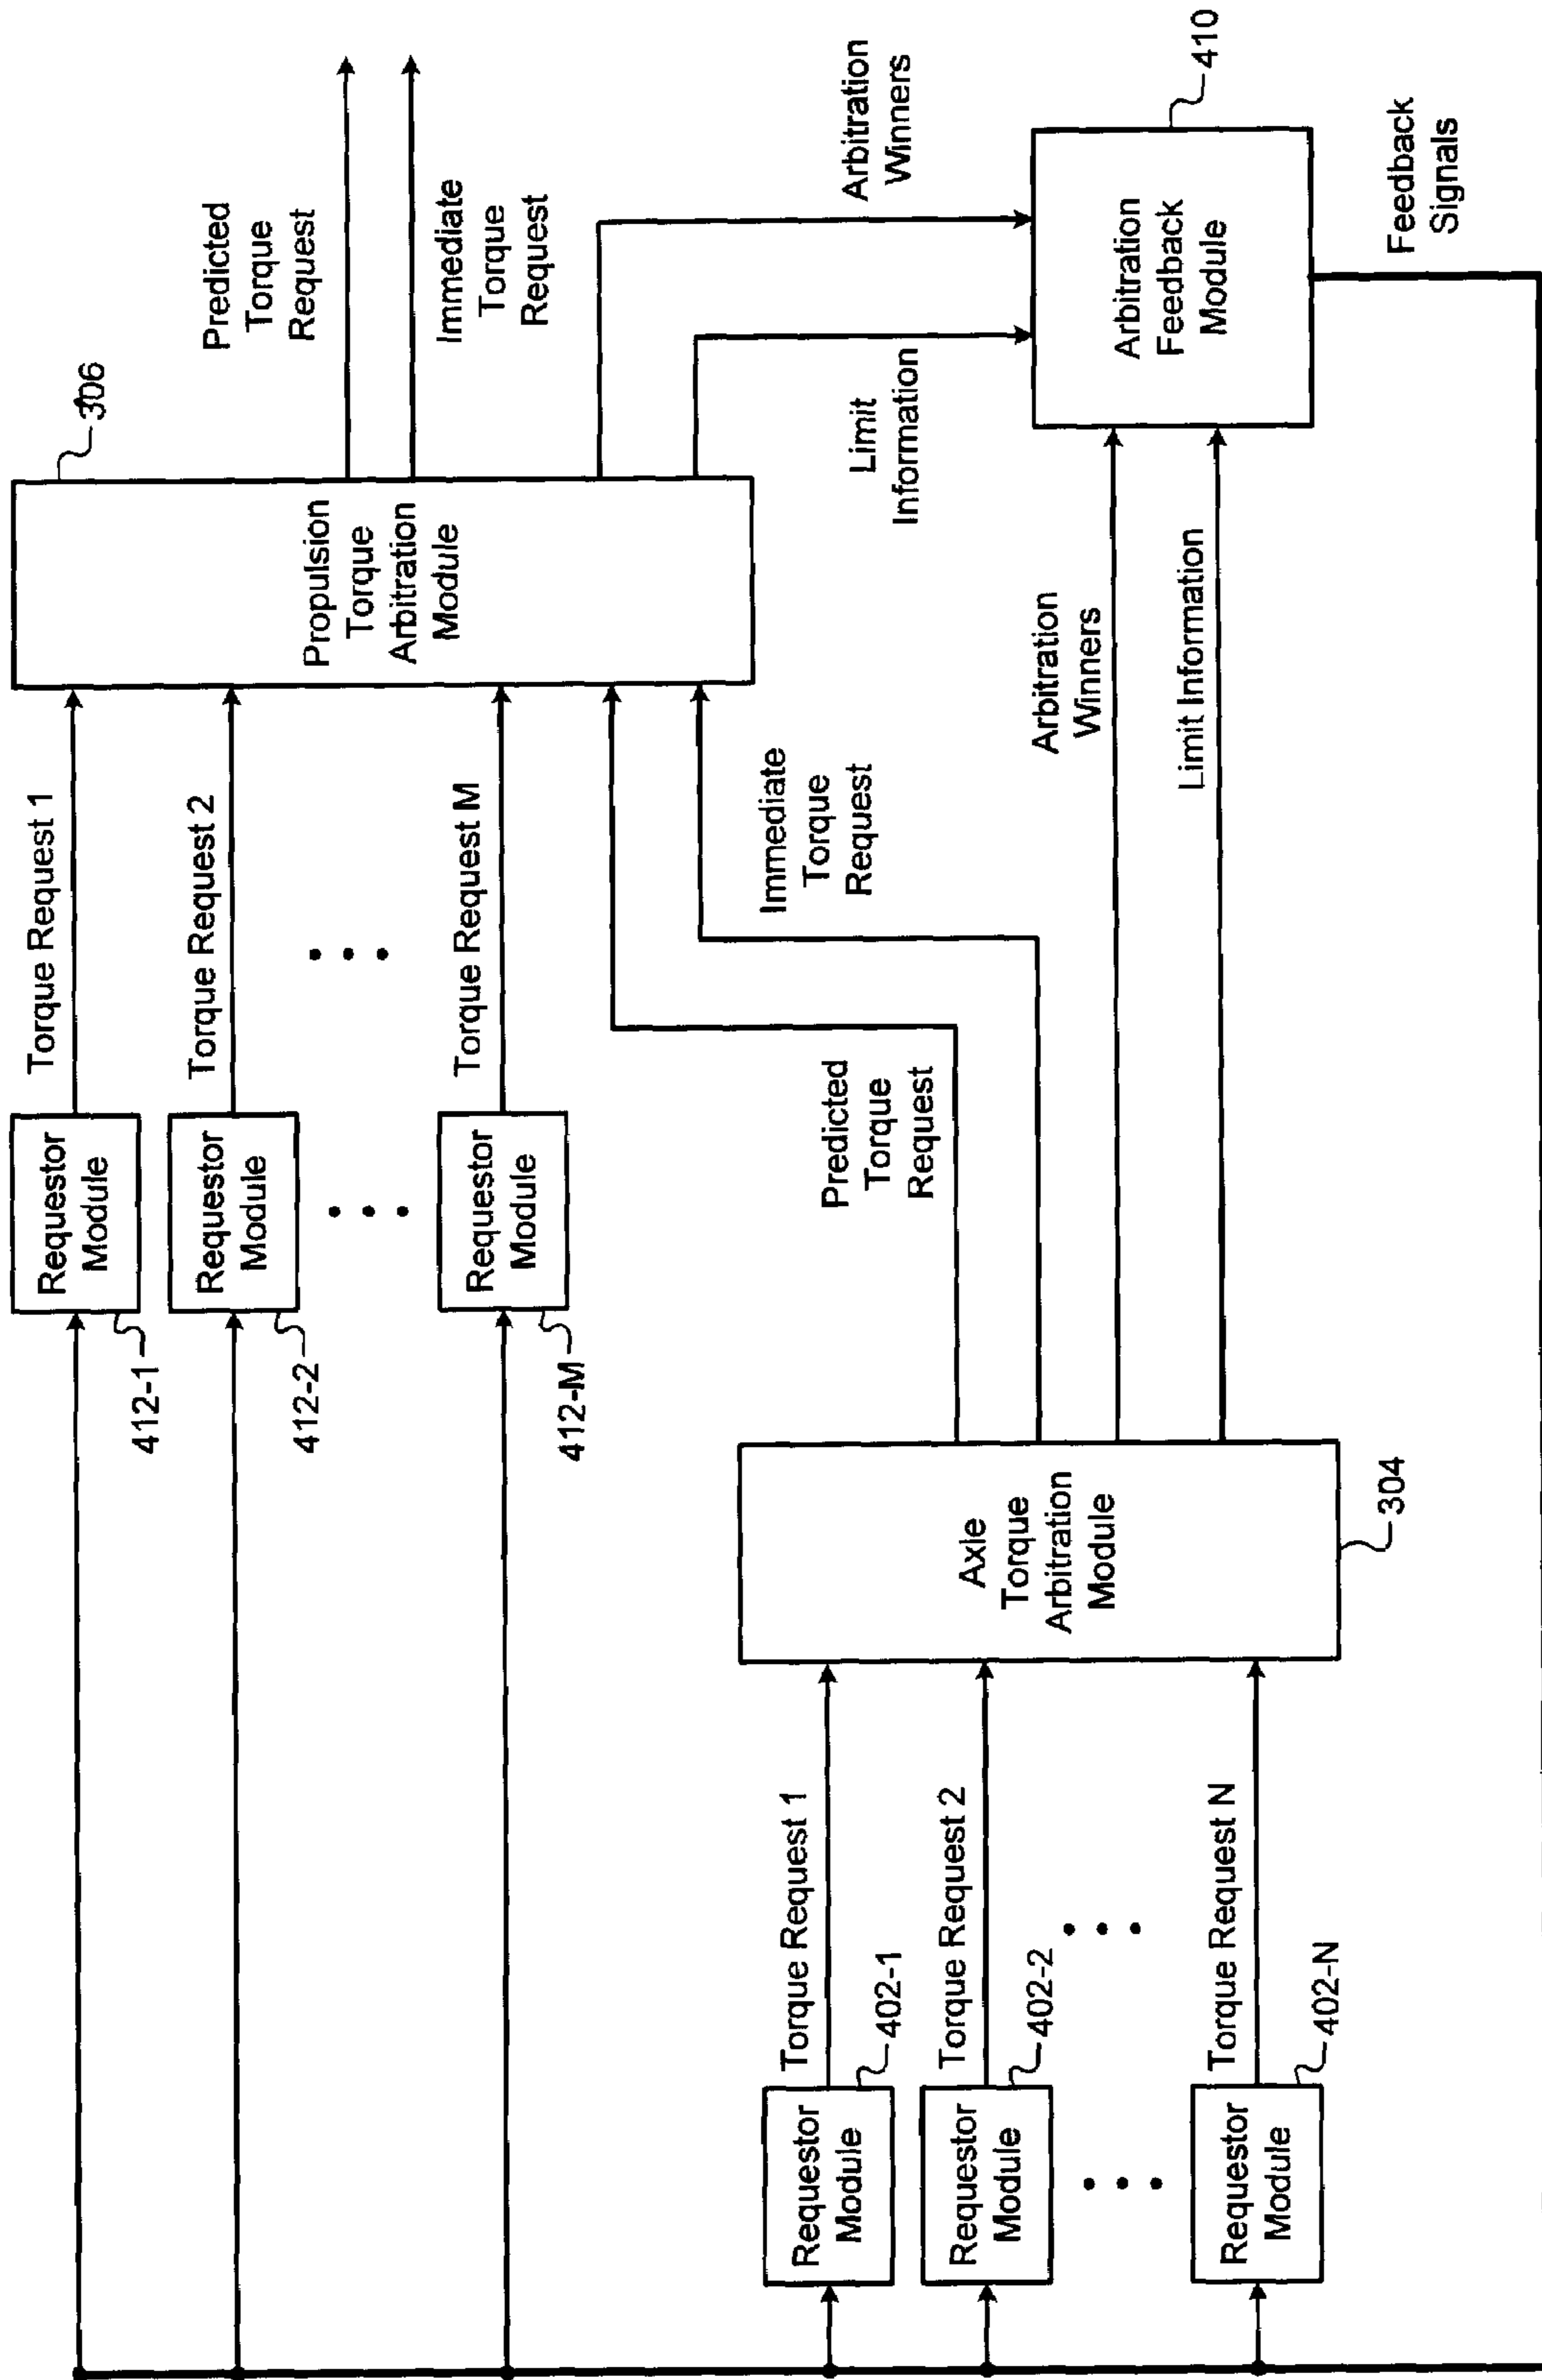 306
Predicted
Torque
Request
Immediate
Torque
Request
Propulsion
Torque
Arbitration
Module
Arbitration
Winners
Limit
Information
410
Arbitration
Feedback
Module
Feedback
Signals
Torque Request 1
Torque Request 2
Torque Request M
Requestor
Module
412-1
Requestor
Module
412-2
Requestor
Module
412-M
Immediate
Torque
Request
Predicted
Torque
Request
Arbitration
Winners
Limit Information
Axle
Torque
Arbitration
Module
304
Torque Request 1
Torque Request 2
Torque Request N
Requestor
Module
402-1
Requestor
Module
402-2
Requestor
Module
402-N